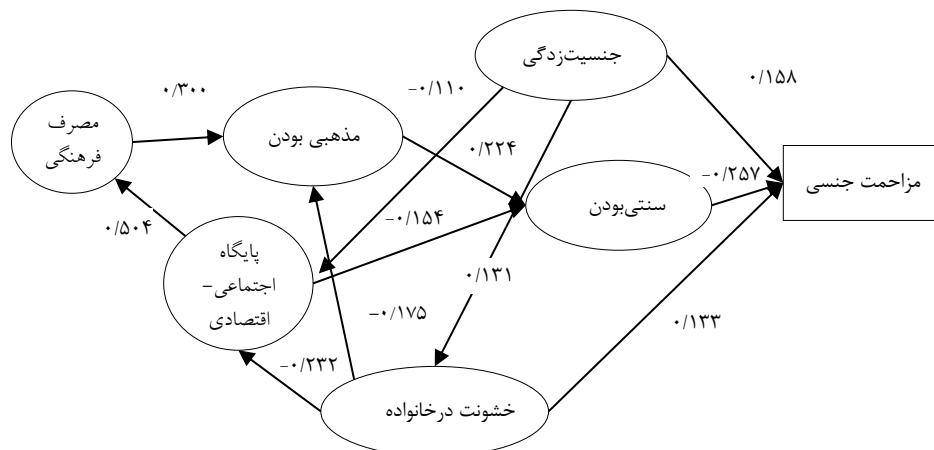 جنسیت‌زدگی
۰/۱۵۸
-۰/۱۱۰
۰/۳۰۰
مصرف
فرهنگی
مذهبی بودن
۰/۲۲۴
-۰/۲۵۷
مزاحمت جنسی
سنتی‌بودن
۰/۵۰۴
-۰/۱۵۴
پایگاه
اجتماعی-
اقتصادی
۰/۱۳۱
-۰/۱۷۵
۰/۱۳۳
-۰/۲۳۲
خشونت درخانواده